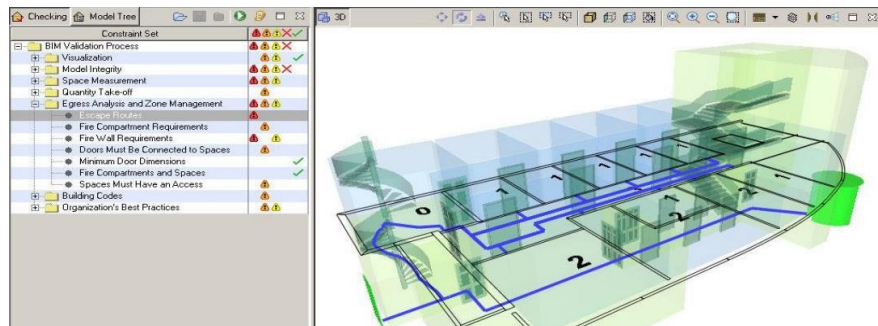 Checking Model Tree
3D
Constraint Set
BIM Validation Process
Visualization
Model Integrity
Space Measurement
Quantity Take-off
Egress Analysis and Zone Management
Escape Routes
Fire Compartment Requirements
Fire Wall Requirements
Doors Must Be Connected to Spaces
Minimum Door Dimensions
Fire Compartments and Spaces
Spaces Must Have an Access
Building Codes
Organization's Best Practices
0 1 1 1 1 1
1 2 2 1
2